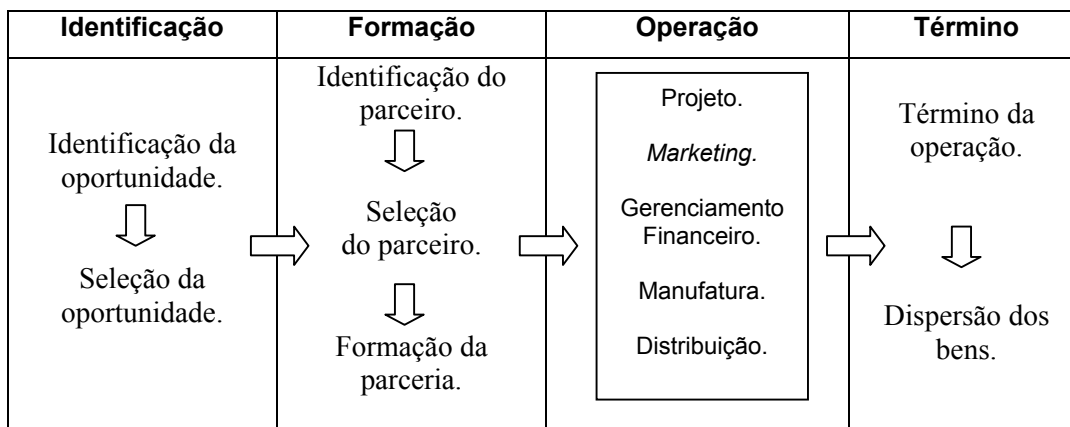 Identificação
Formação
Operação
Término
Identificação da
oportunidade.
Seleção da
oportunidade.
Identificação do
parceiro.
Seleção
do parceiro.
Formação da
parceria.
Projeto.
Marketing.
Gerenciamento
Financeiro.
Manufatura.
Distribuição.
Término da
operação.
Dispersão dos
bens.